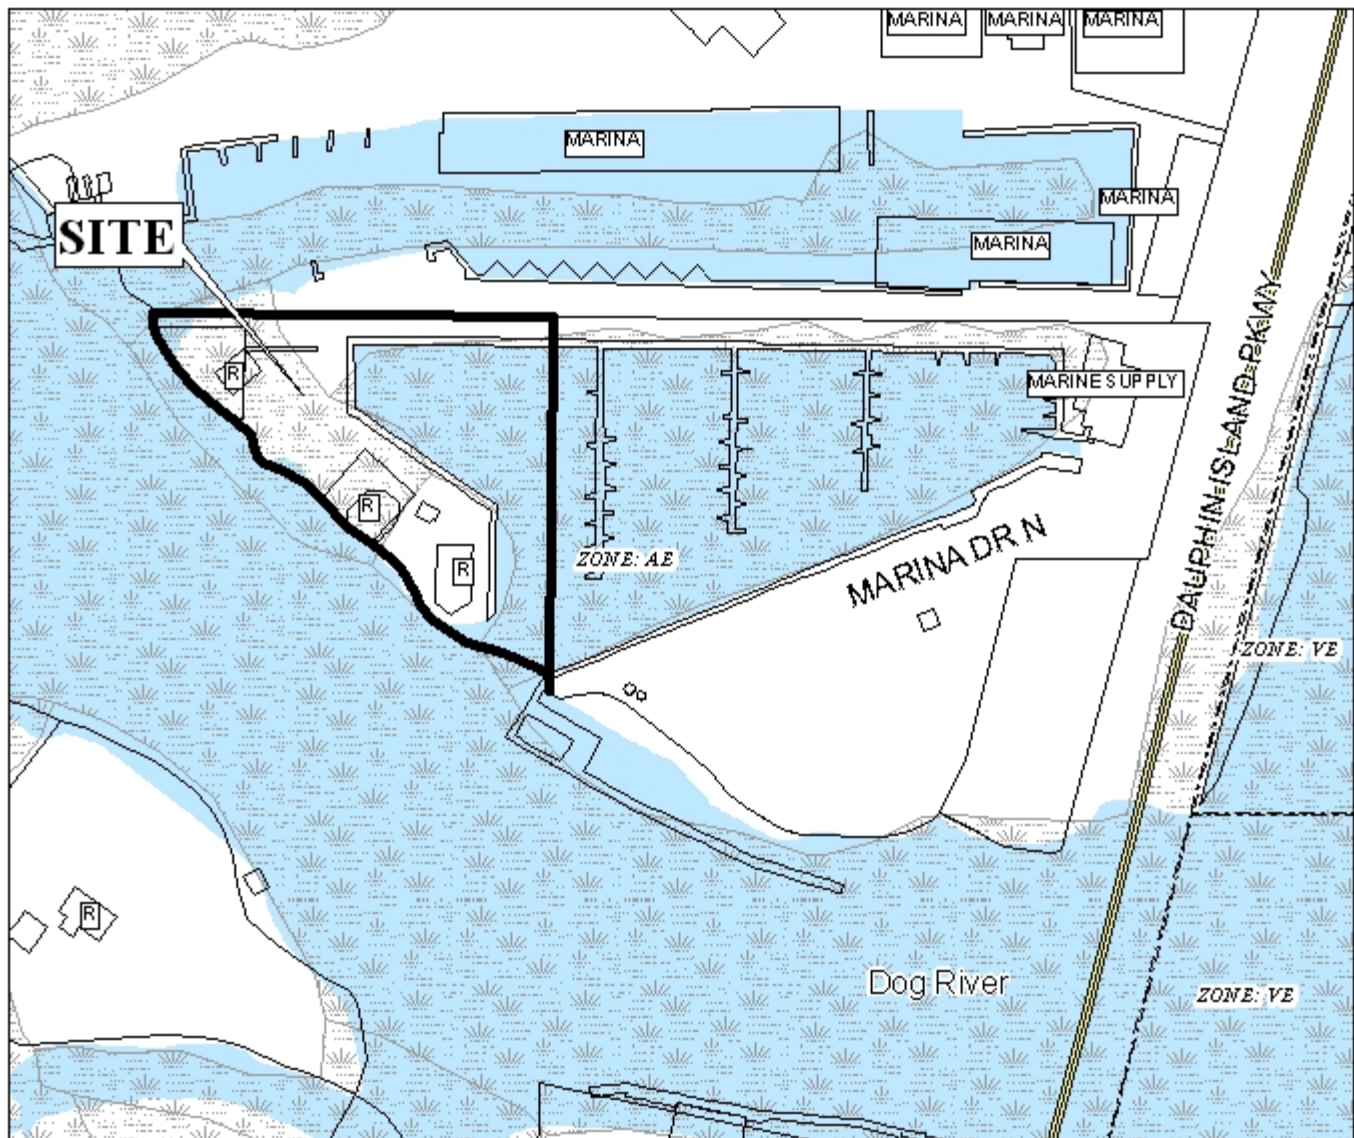 MARINA
MARINA
MARINA
MARINA
MARINA
SITE
MARINA
R
MARINE SUPPLY
DAUPHIN ISLAND PKWY
R
ZONE: AE
R
MARINA DR N
ZONE: VE
R
Dog River
ZONE: VE